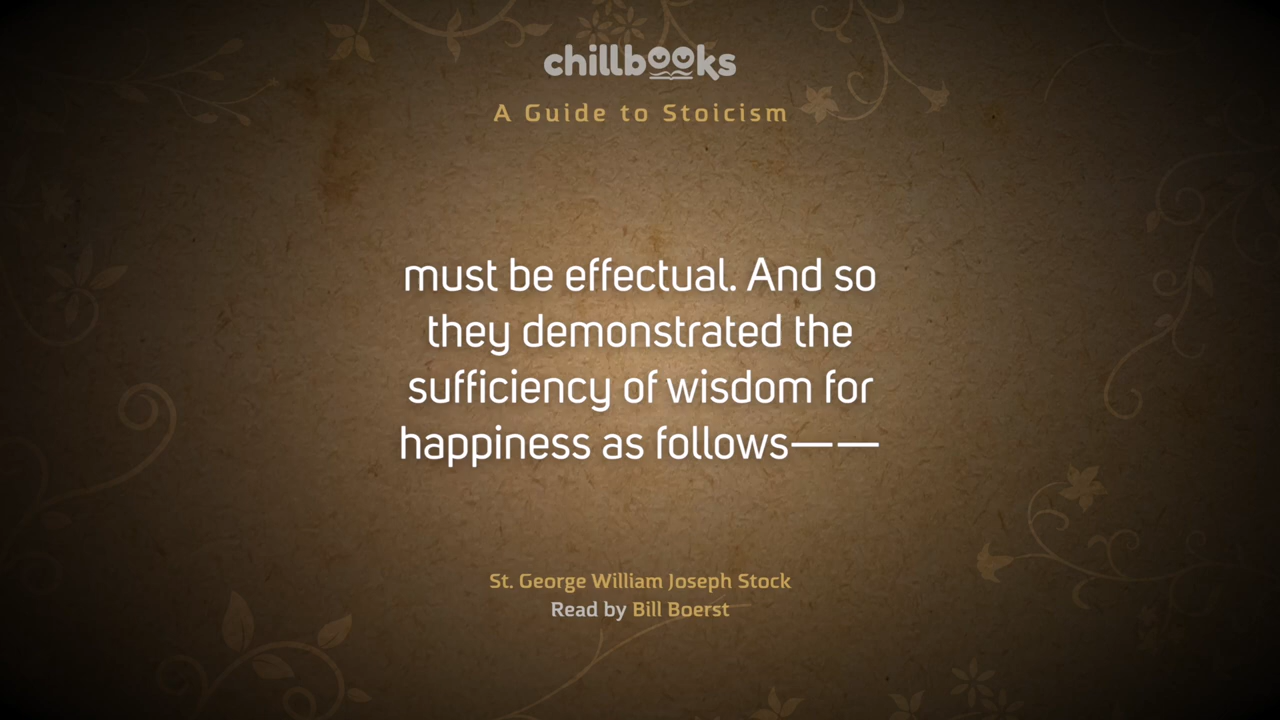 chillbooks
A Guide to Stoicism
must be effectual. And so
they demonstrated the
sufficiency of wisdom for
happiness as follows——
St. George William Joseph Stock
Read by Bill Boerst